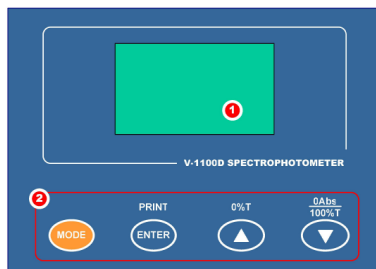 1
V-1100D SPECTROPHOTOMETER
2
PRINT
0%T
0Abs
100%T
MODE
ENTER